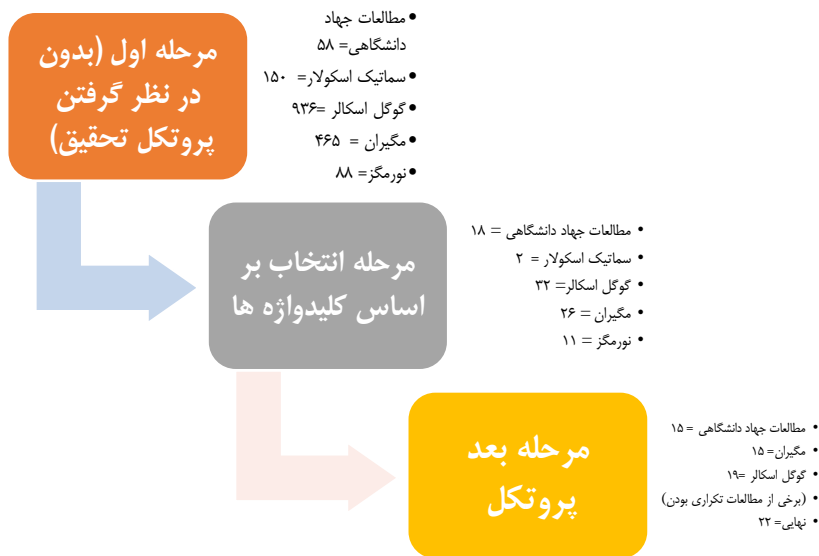 مرحله اول (بدون
در نظر گرفتن
پروتکل تحقیق)
•مطالعات جهاد
دانشگاهی= ۵۸
•سماتیک اسکولار= ۱۵۰
•گوگل اسکالر =۹۳۶
•مگیران = ۴۶۵
•نورمگز= ۸۸
مرحله انتخاب بر
اساس کلیدواژه ها
• مطالعات جهاد دانشگاهی = ۱۸
• سماتیک اسکولار = ۲
• گوگل اسکالر= ۳۲
• مگیران = ۲۶
• نورمگز = ۱۱
مرحله بعد
پروتکل
• مطالعات جهاد دانشگاهی = ۱۵
• مگیران= ۱۵
• گوگل اسکالر =۱۹
• (برخی از مطالعات تکراری بودن)
• نهایی= ۲۲